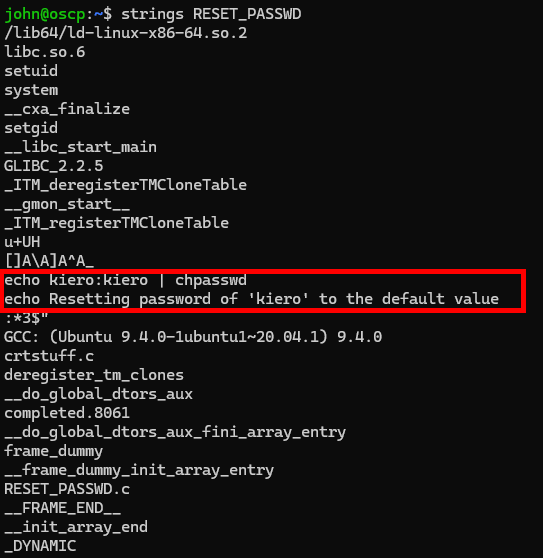 john@oscp:~$ strings RESET_PASSWD
/lib64/ld-linux-x86-64.so.2
libc.so.6
setuid
system
__cxa_finalize
setgid
__libc_start_main
GLIBC_2.2.5
_ITM_deregisterTMCloneTable
__gmon_start__
_ITM_registerTMCloneTable
u+UH
[]A\A]A^A_
echo kiero:kiero | chpasswd
echo Resetting password of 'kiero' to the default value
:*3$"
GCC: (Ubuntu 9.4.0-1ubuntu1~20.04.1) 9.4.0
crtstuff.c
deregister_tm_clones
__do_global_dtors_aux
completed.8061
__do_global_dtors_aux_fini_array_entry
frame_dummy
__frame_dummy_init_array_entry
RESET_PASSWD.c
__FRAME_END__
__init_array_end
_DYNAMIC